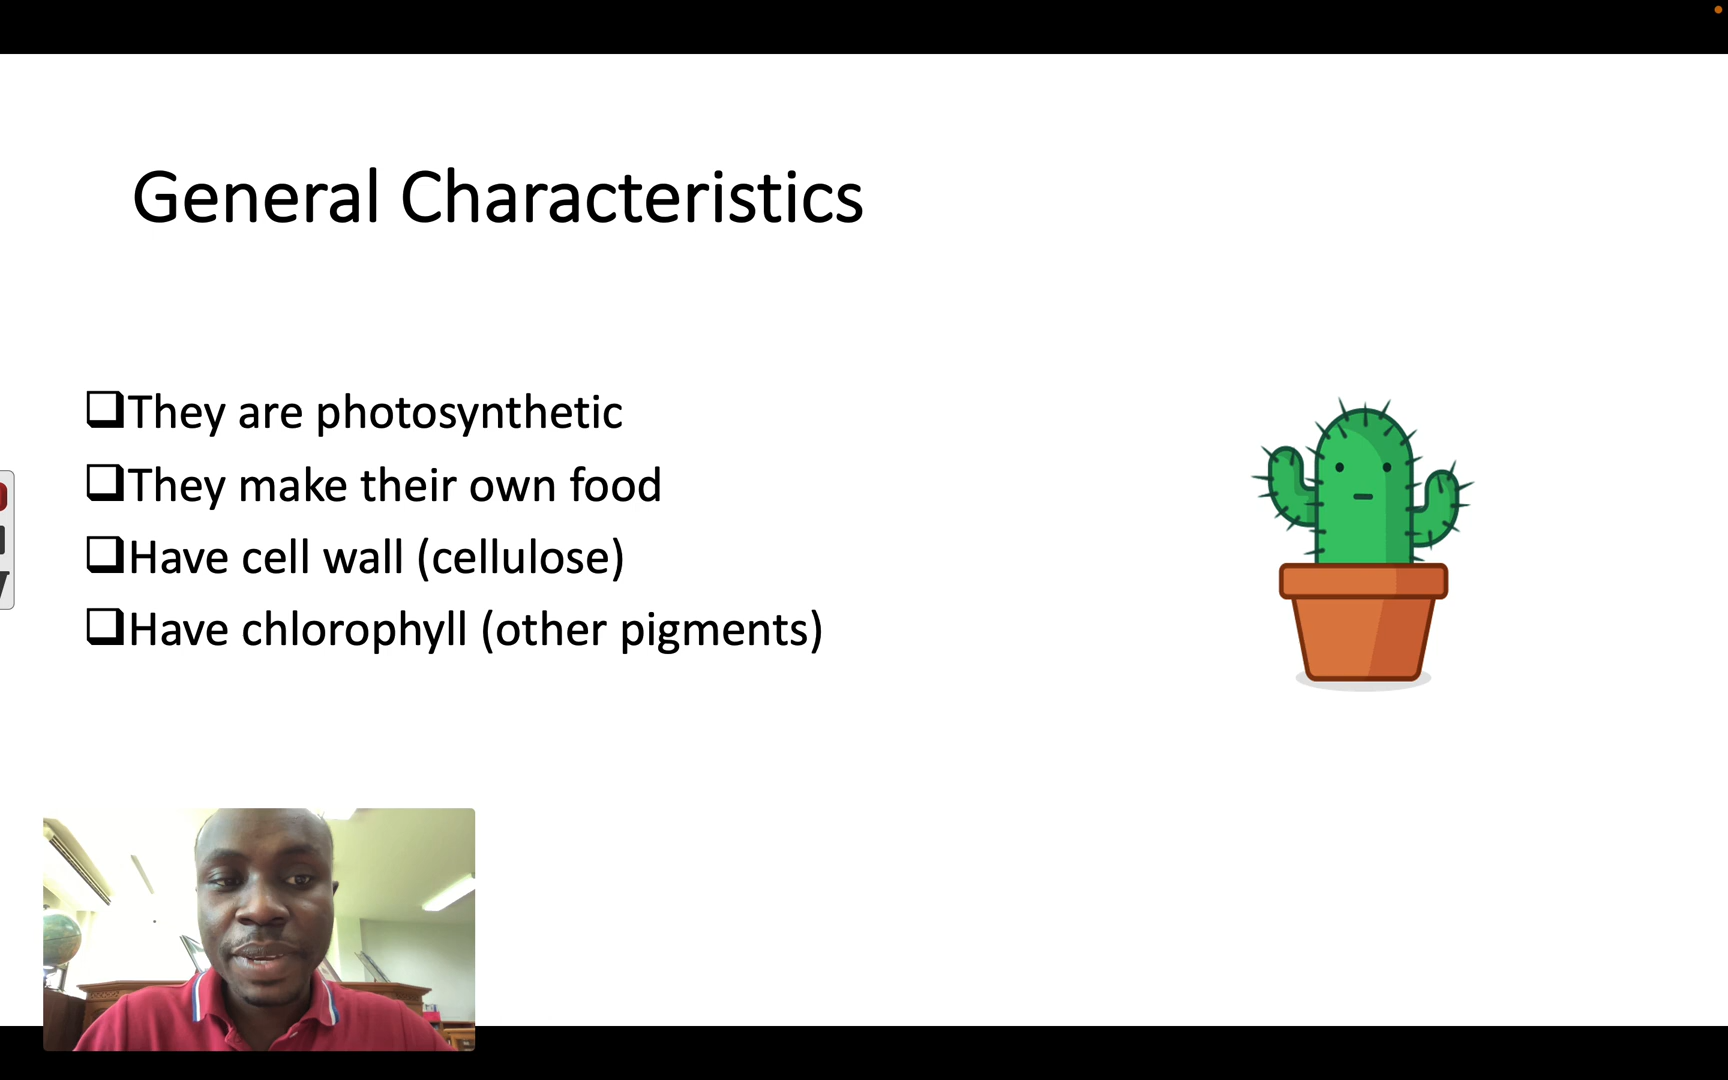 General Characteristics
❑They are photosynthetic
❑They make their own food
❑Have cell wall (cellulose)
❑Have chlorophyll (other pigments)